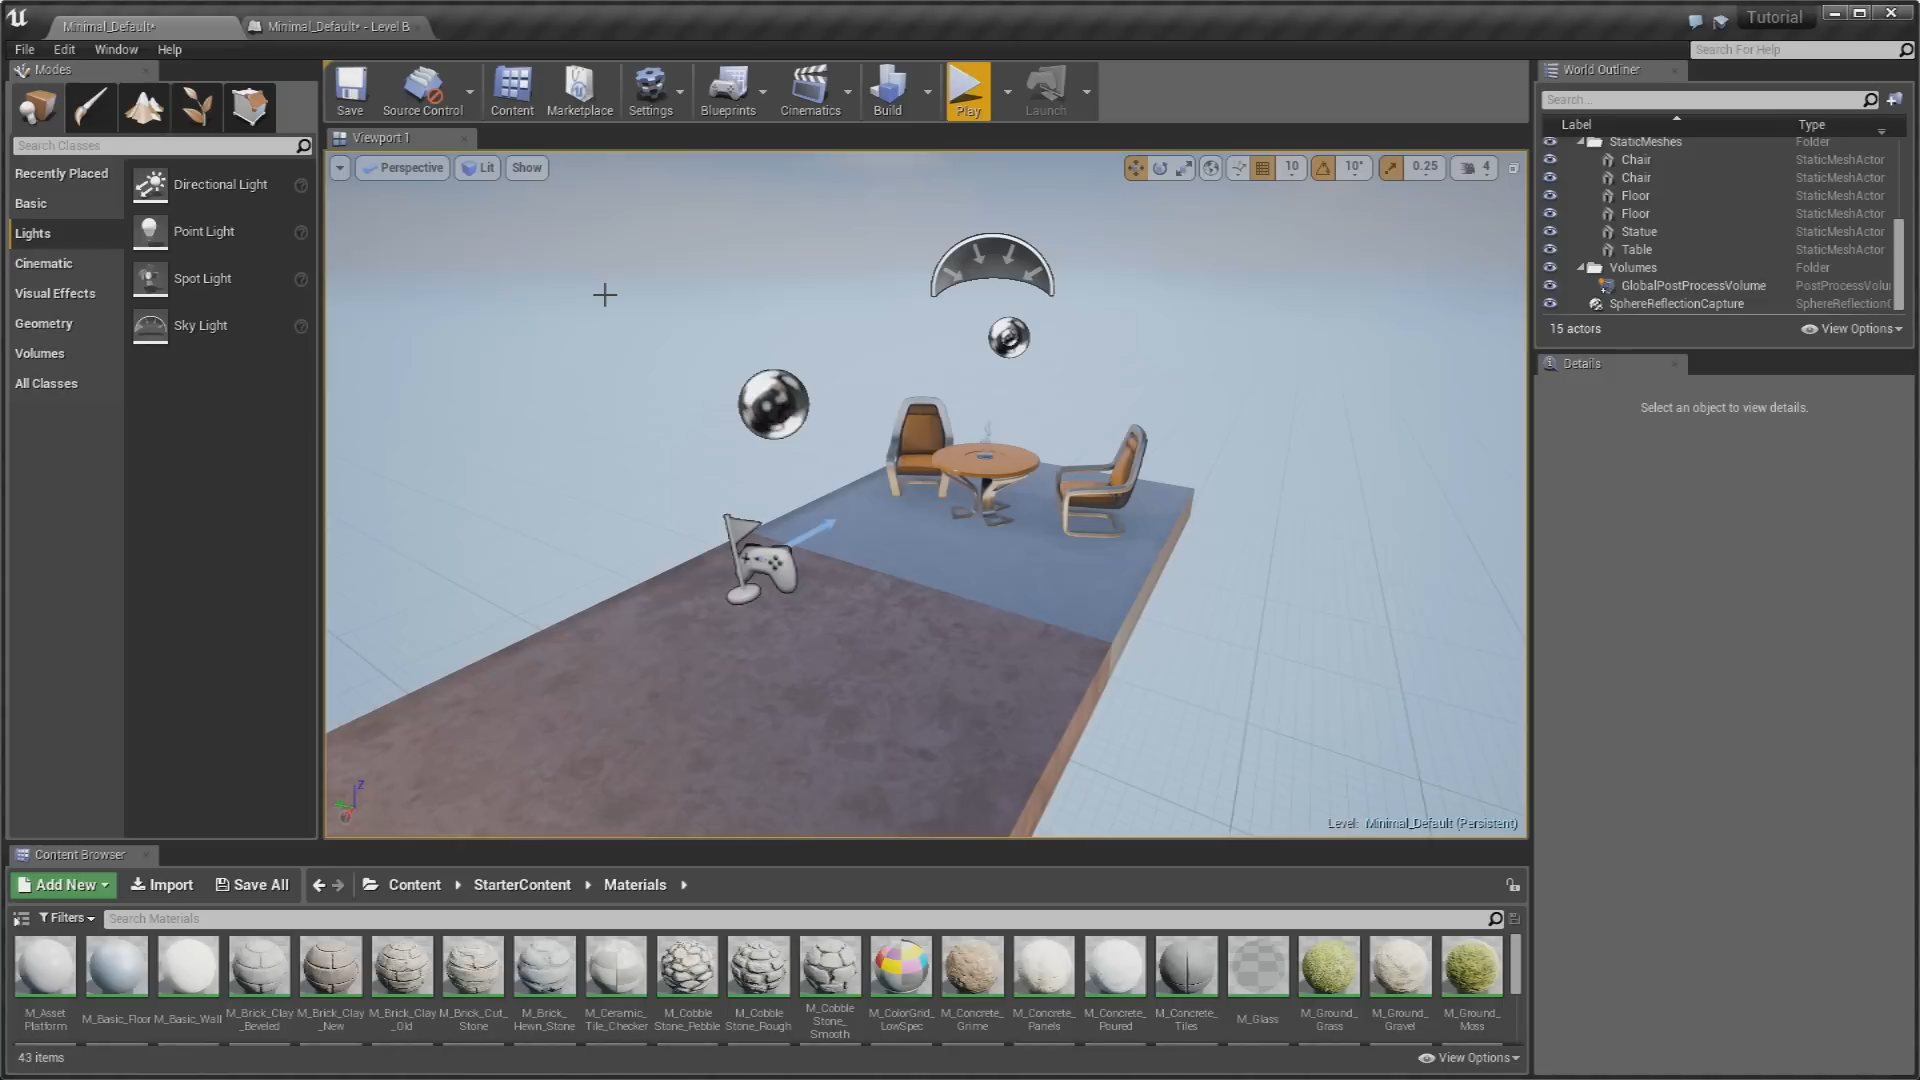 Minimal_Default*
Minimal_Default* - Level B
Tutorial
File Edit Window Help
Search For Help
Modes
Save
Source Control
Content
Marketplace
Settings
Blueprints
Cinematics
Build
Play
Launch
World Outliner
Search...
Label Type
StaticMeshes Folder
Chair StaticMeshActor
Chair StaticMeshActor
Floor StaticMeshActor
Floor StaticMeshActor
Statue StaticMeshActor
Table StaticMeshActor
Volumes Folder
GlobalPostProcessVolume PostProcessVolu
SphereReflectionCapture SphereReflectionC
15 actors View Options
Details
Select an object to view details.
Search Classes
Recently Placed
Basic
Lights
Cinematic
Visual Effects
Geometry
Volumes
All Classes
Directional Light
Point Light
Spot Light
Sky Light
Viewport 1
Perspective Lit Show
10 10° 0.25 4
Z
Level: Minimal_Default (Persistent)
Content Browser
Add New Import Save All Content StarterContent Materials
Filters Search Materials
M_Asset Platform
M_Basic_Floor
M_Basic_Wall
M_Brick_Clay _Beveled
M_Brick_Clay _New
M_Brick_Clay _Old
M_Brick_Cut_ Stone
M_Brick_ Hewn_Stone
M_Ceramic_ Tile_Checker
M_Cobble Stone_Pebble
M_Cobble Stone_Rough
M_Cobble Stone_ Smooth
M_ColorGrid_ LowSpec
M_Concrete_ Grime
M_Concrete_ Panels
M_Concrete_ Poured
M_Concrete_ Tiles
M_Glass
M_Ground_ Grass
M_Ground_ Gravel
M_Ground_ Moss
43 items View Options